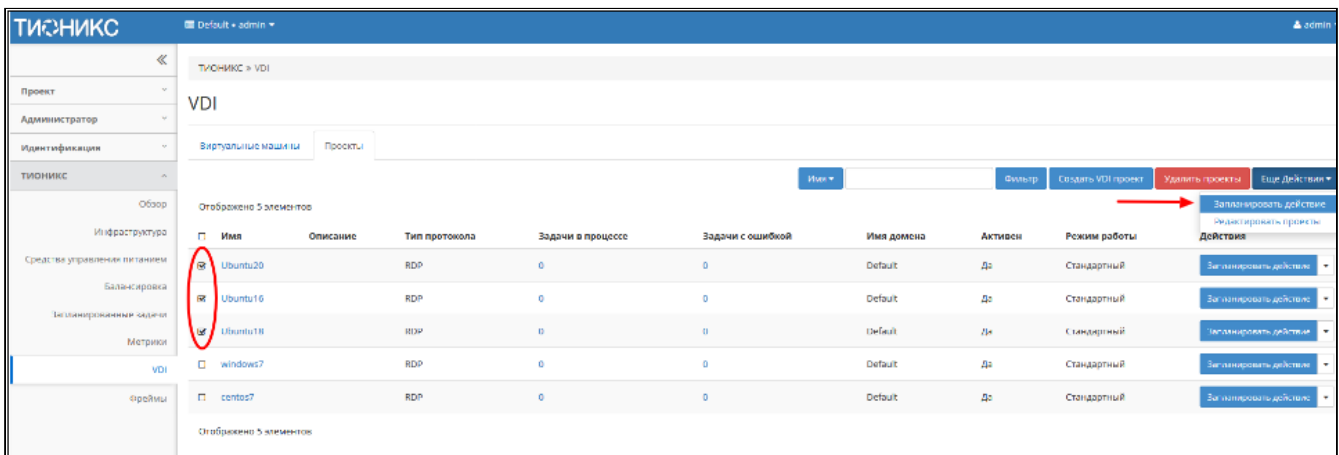 ТИОНИКС
Default • admin
admin
ТИОНИКС » VDI
Проект
Администратор
Идентификация
ТИОНИКС
Обзор
Инфраструктура
Средства управления питанием
Балансировка
Запланированные задачи
Метрики
VDI
Фреймы
VDI
Виртуальные машины Проекты
Имя Фильтр Создать VDI проект Удалить проекты Еще Действия
Запланировать действие
Редактировать проекты
Отображено 5 элементов
Имя Описание Тип протокола Задачи в процессе Задачи с ошибкой Имя домена Активен Режим работы Действия
Ubuntu20 RDP 0 0 Default Да Стандартный Запланировать действие
Ubuntu16 RDP 0 0 Default Да Стандартный Запланировать действие
Ubuntu18 RDP 0 0 Default Да Стандартный Запланировать действие
windows7 RDP 0 0 Default Да Стандартный Запланировать действие
centos7 RDP 0 0 Default Да Стандартный Запланировать действие
Отображено 5 элементов